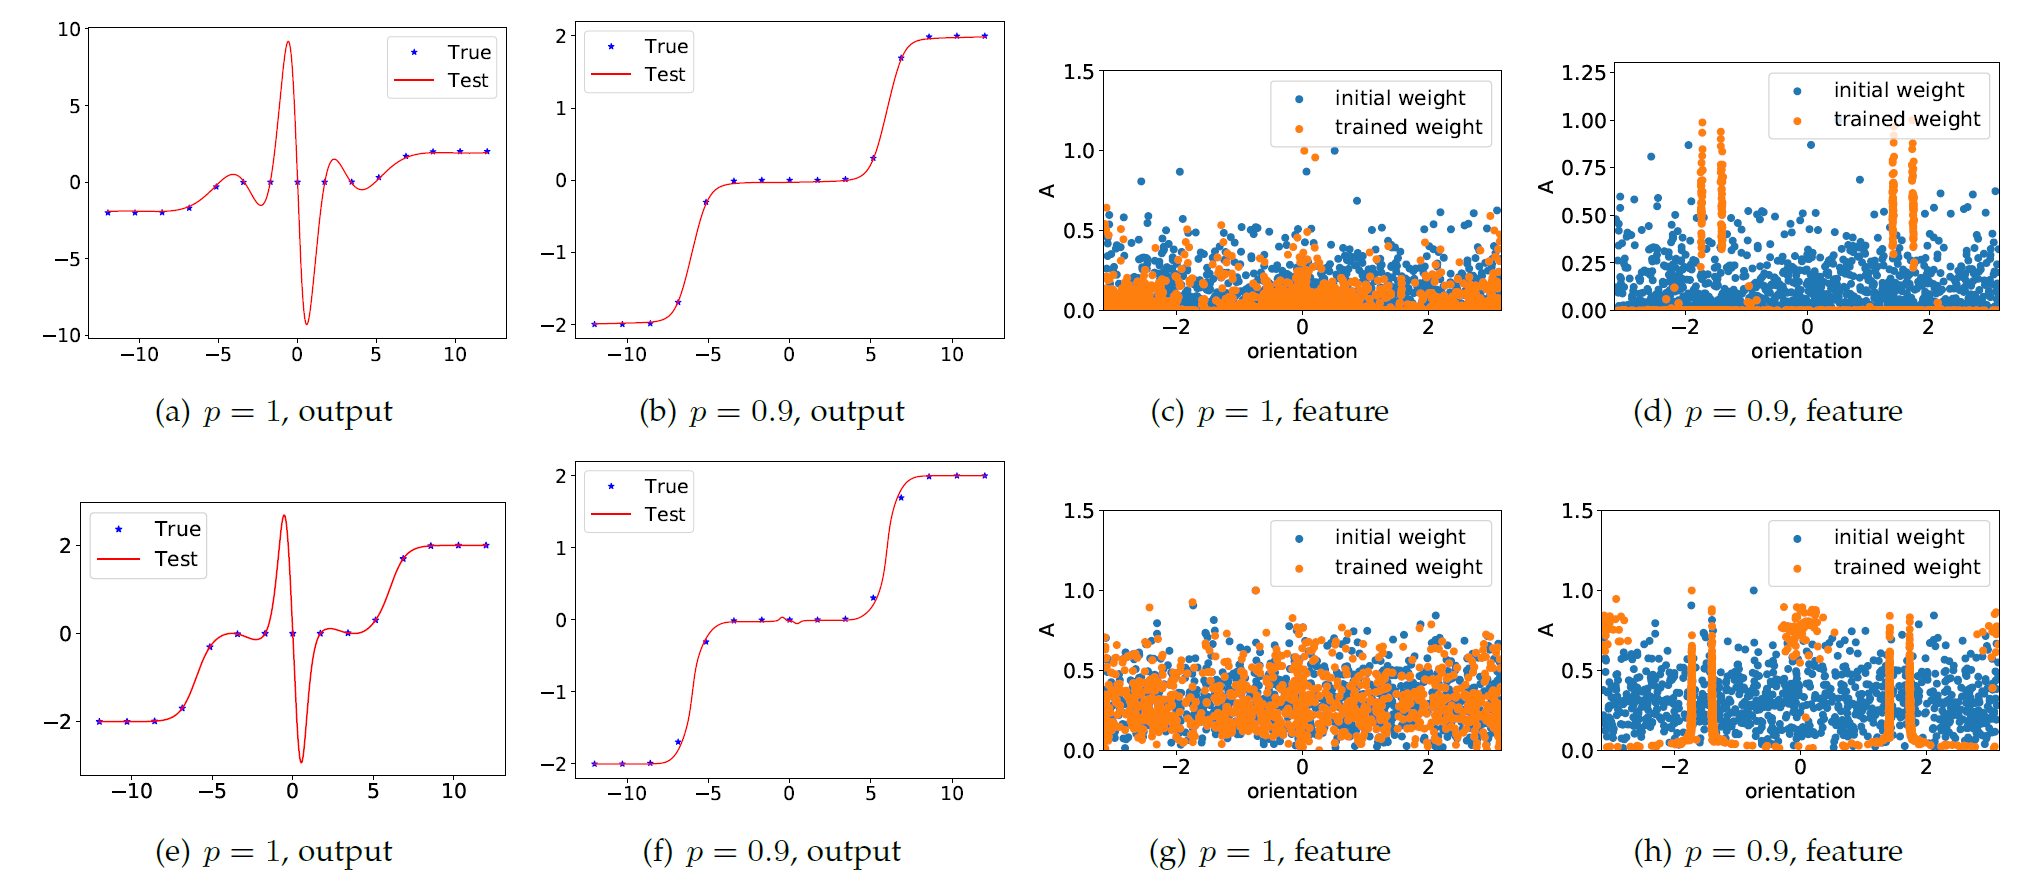 10
5
0
−5
−10
−10
−5
0
5
10
True
Test
(a) p = 1, output
2
1
0
−1
−2
−10
−5
0
5
10
True
Test
(b) p = 0.9, output
1.5
1.0
0.5
0.0
A
−2
0
2
orientation
initial weight
trained weight
(c) p = 1, feature
1.25
1.00
0.75
0.50
0.25
0.00
A
−2
0
2
orientation
initial weight
trained weight
(d) p = 0.9, feature
2
0
−2
−10
−5
0
5
10
True
Test
(e) p = 1, output
2
1
0
−1
−2
−10
−5
0
5
10
True
Test
(f) p = 0.9, output
1.5
1.0
0.5
0.0
A
−2
0
2
orientation
initial weight
trained weight
(g) p = 1, feature
1.5
1.0
0.5
0.0
A
−2
0
2
orientation
initial weight
trained weight
(h) p = 0.9, feature